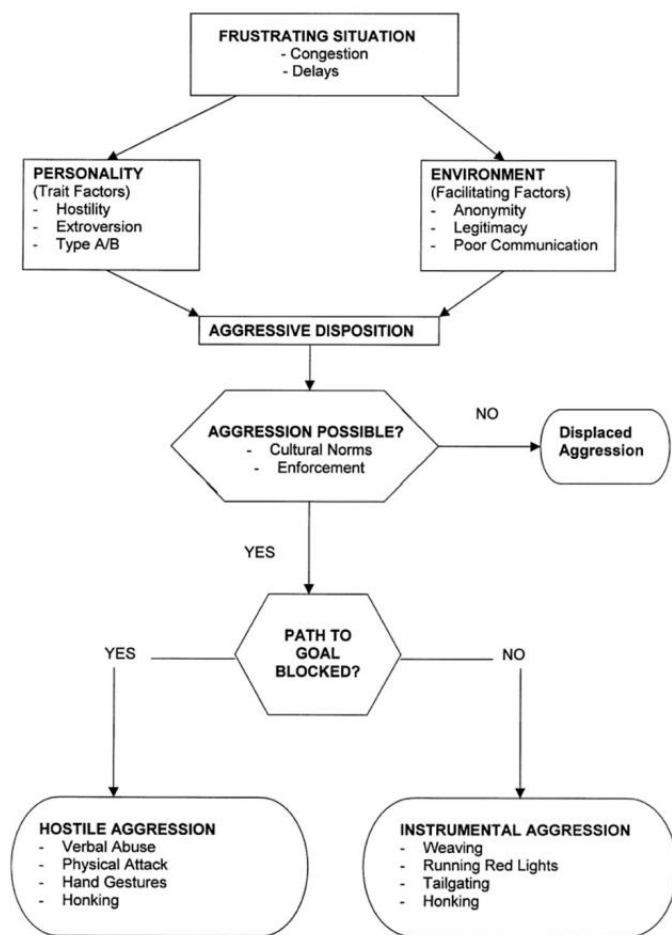 FRUSTRATING SITUATION
- Congestion
- Delays
PERSONALITY
(Trait Factors)
- Hostility
- Extroversion
- Type A/B
ENVIRONMENT
(Facilitating Factors)
- Anonymity
- Legitimacy
- Poor Communication
AGGRESSIVE DISPOSITION
AGGRESSION POSSIBLE?
- Cultural Norms
- Enforcement
NO
Displaced
Aggression
YES
PATH TO
GOAL
BLOCKED?
YES
NO
HOSTILE AGGRESSION
- Verbal Abuse
- Physical Attack
- Hand Gestures
- Honking
INSTRUMENTAL AGGRESSION
- Weaving
- Running Red Lights
- Tailgating
- Honking